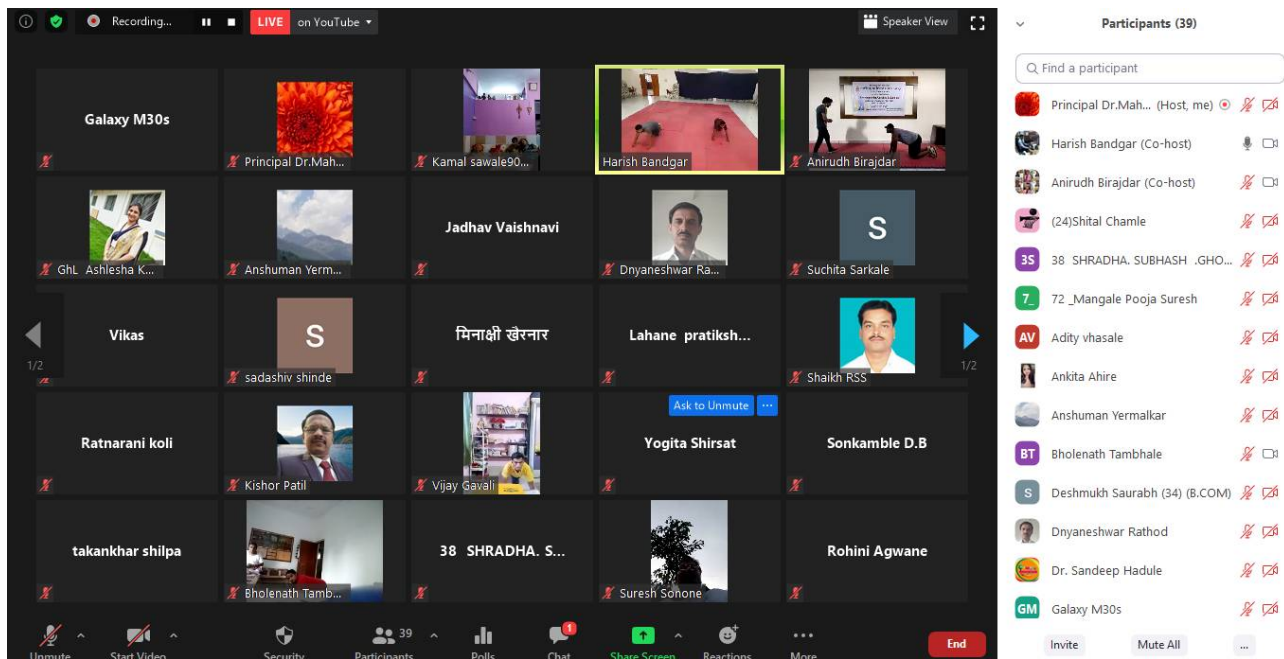 Recording...
LIVE on YouTube
Speaker View
Galaxy M30s
Principal Dr.Mah...
Kamal sawale90...
Harish Bandgar
Anirudh Birajdar
GhL Ashlesha K...
Anshuman Yerm...
Jadhav Vaishnavi
Dnyaneshwar Ra...
S
Suchita Sarkale
1/2
Vikas
S
sadashiv shinde
मिनाक्षी खैरनार
Lahane pratiksh...
Shaikh RSS
1/2
Ratnarani koli
Kishor Patil
Vijay Gavali
Ask to Unmute ...
Yogita Shirsat
Sonkamble D.B
takankhar shilpa
Bholenath Tamb...
38 SHRADHA. S...
Suresh Sonone
Rohini Agwane
Unmute
Start Video
Security
39
Participants
Polls
1
Chat
Share Screen
Reactions
More
End
Participants (39)
Find a participant
Principal Dr.Mah... (Host, me)
Harish Bandgar (Co-host)
Anirudh Birajdar (Co-host)
(24)Shital Chamle
3S 38 SHRADHA. SUBHASH .GHO...
7_ 72 _Mangale Pooja Suresh
AV Adity vhasale
Ankita Ahire
Anshuman Yermalkar
BT Bholenath Tambhale
S Deshmukh Saurabh (34) (B.COM)
Dnyaneshwar Rathod
Dr. Sandeep Hadule
GM Galaxy M30s
Invite Mute All ...